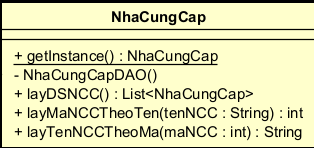 NhaCungCap
+ getInstance() : NhaCungCap
- NhaCungCapDAO()
+ layDSNCC() : List<NhaCungCap>
+ layMaNCCTheoTen(tenNCC : String) : int
+ layTenNCCTheoMa(maNCC : int) : String